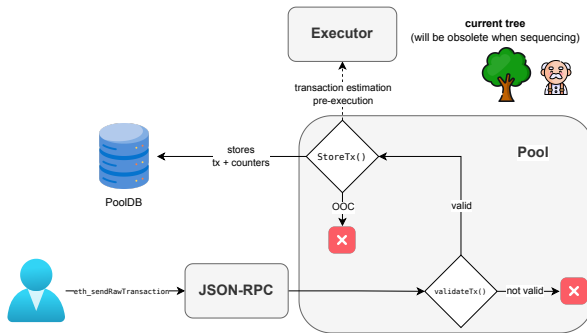 Executor
current tree
(will be obsolete when sequencing)
transaction estimation
pre-execution
stores
tx + counters
StoreTx()
Pool
PoolDB
OOC
valid
eth_sendRawTransaction
JSON-RPC
validateTx()
not valid